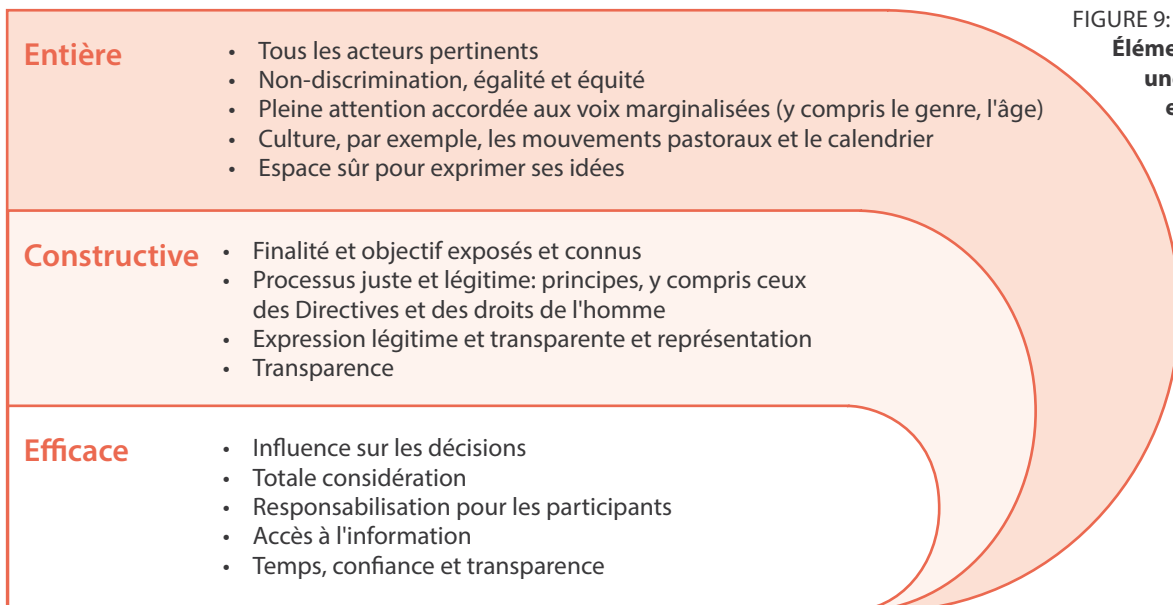 FIGURE 9:
Entière
• Tous les acteurs pertinents
• Non-discrimination, égalité et équité
• Pleine attention accordée aux voix marginalisées (y compris le genre, l'âge)
• Culture, par exemple, les mouvements pastoraux et le calendrier
• Espace sûr pour exprimer ses idées
Constructive
• Finalité et objectif exposés et connus
• Processus juste et légitime: principes, y compris ceux
des Directives et des droits de l'homme
• Expression légitime et transparente et représentation
• Transparence
Efficace
• Influence sur les décisions
• Totale considération
• Responsabilisation pour les participants
• Accès à l'information
• Temps, confiance et transparence